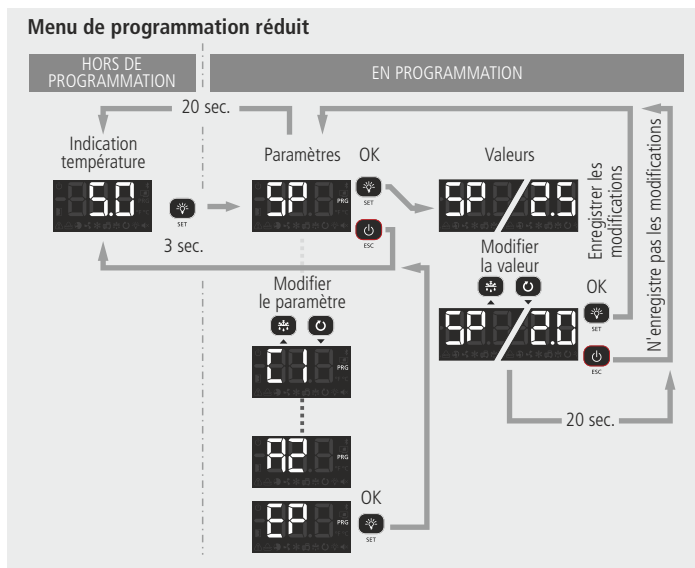 Menu de programmation réduit
HORS DE
PROGRAMMATION
EN PROGRAMMATION
20 sec.
Indication
température
Paramètres
OK
Valeurs
5.0
SET
SP
PRG
SET
ESC
SP / 2.5
3 sec.
Modifier
la valeur
Enregistrer les
modifications
N'enregistre pas les modifications
Modifier
le paramètre
SP / 2.0
OK
SET
ESC
C1
PRG
20 sec.
A2
PRG
EP
PRG
OK
SET